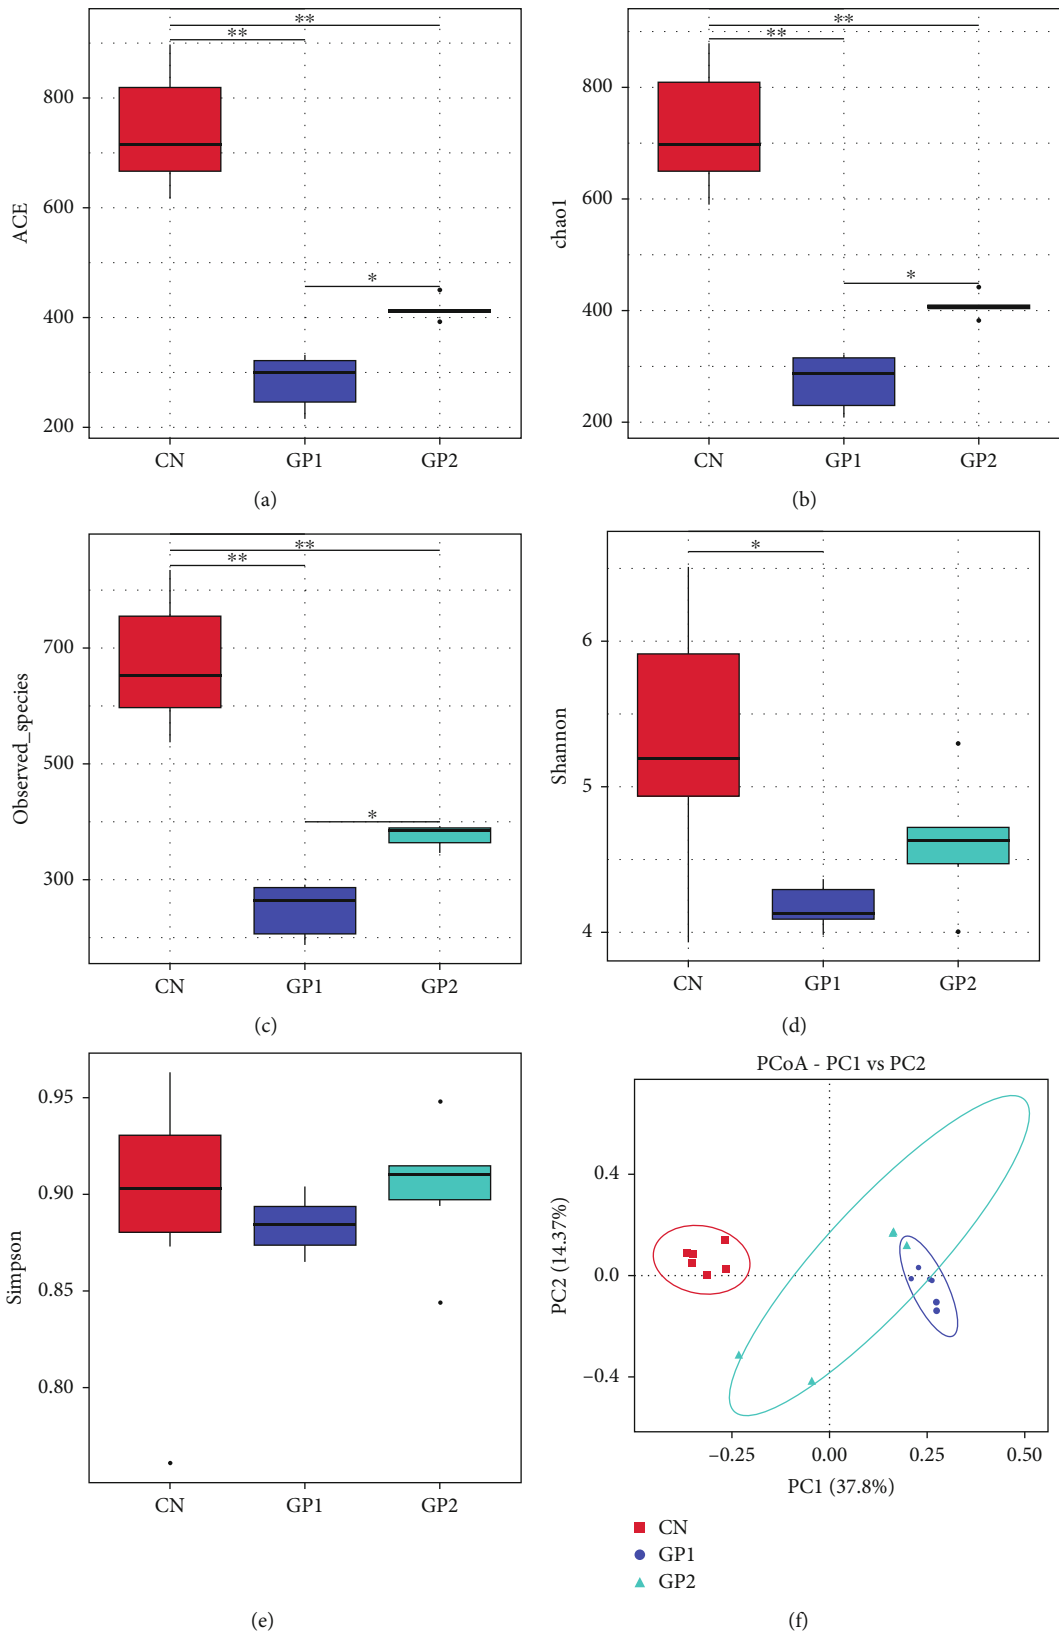 **
**
*
800
600
400
200
ACE
CN GP1 GP2
(a)
**
**
*
800
600
400
200
chao1
CN GP1 GP2
(b)
**
**
*
700
500
300
Observed_species
CN GP1 GP2
(c)
*
6
5
4
Shannon
CN GP1 GP2
(d)
0.95
0.90
0.85
0.80
Simpson
CN GP1 GP2
(e)
PCoA - PC1 vs PC2
0.4
0.0
−0.4
PC2 (14.37%)
−0.25 0.00 0.25 0.50
PC1 (37.8%)
CN
GP1
GP2
(f)